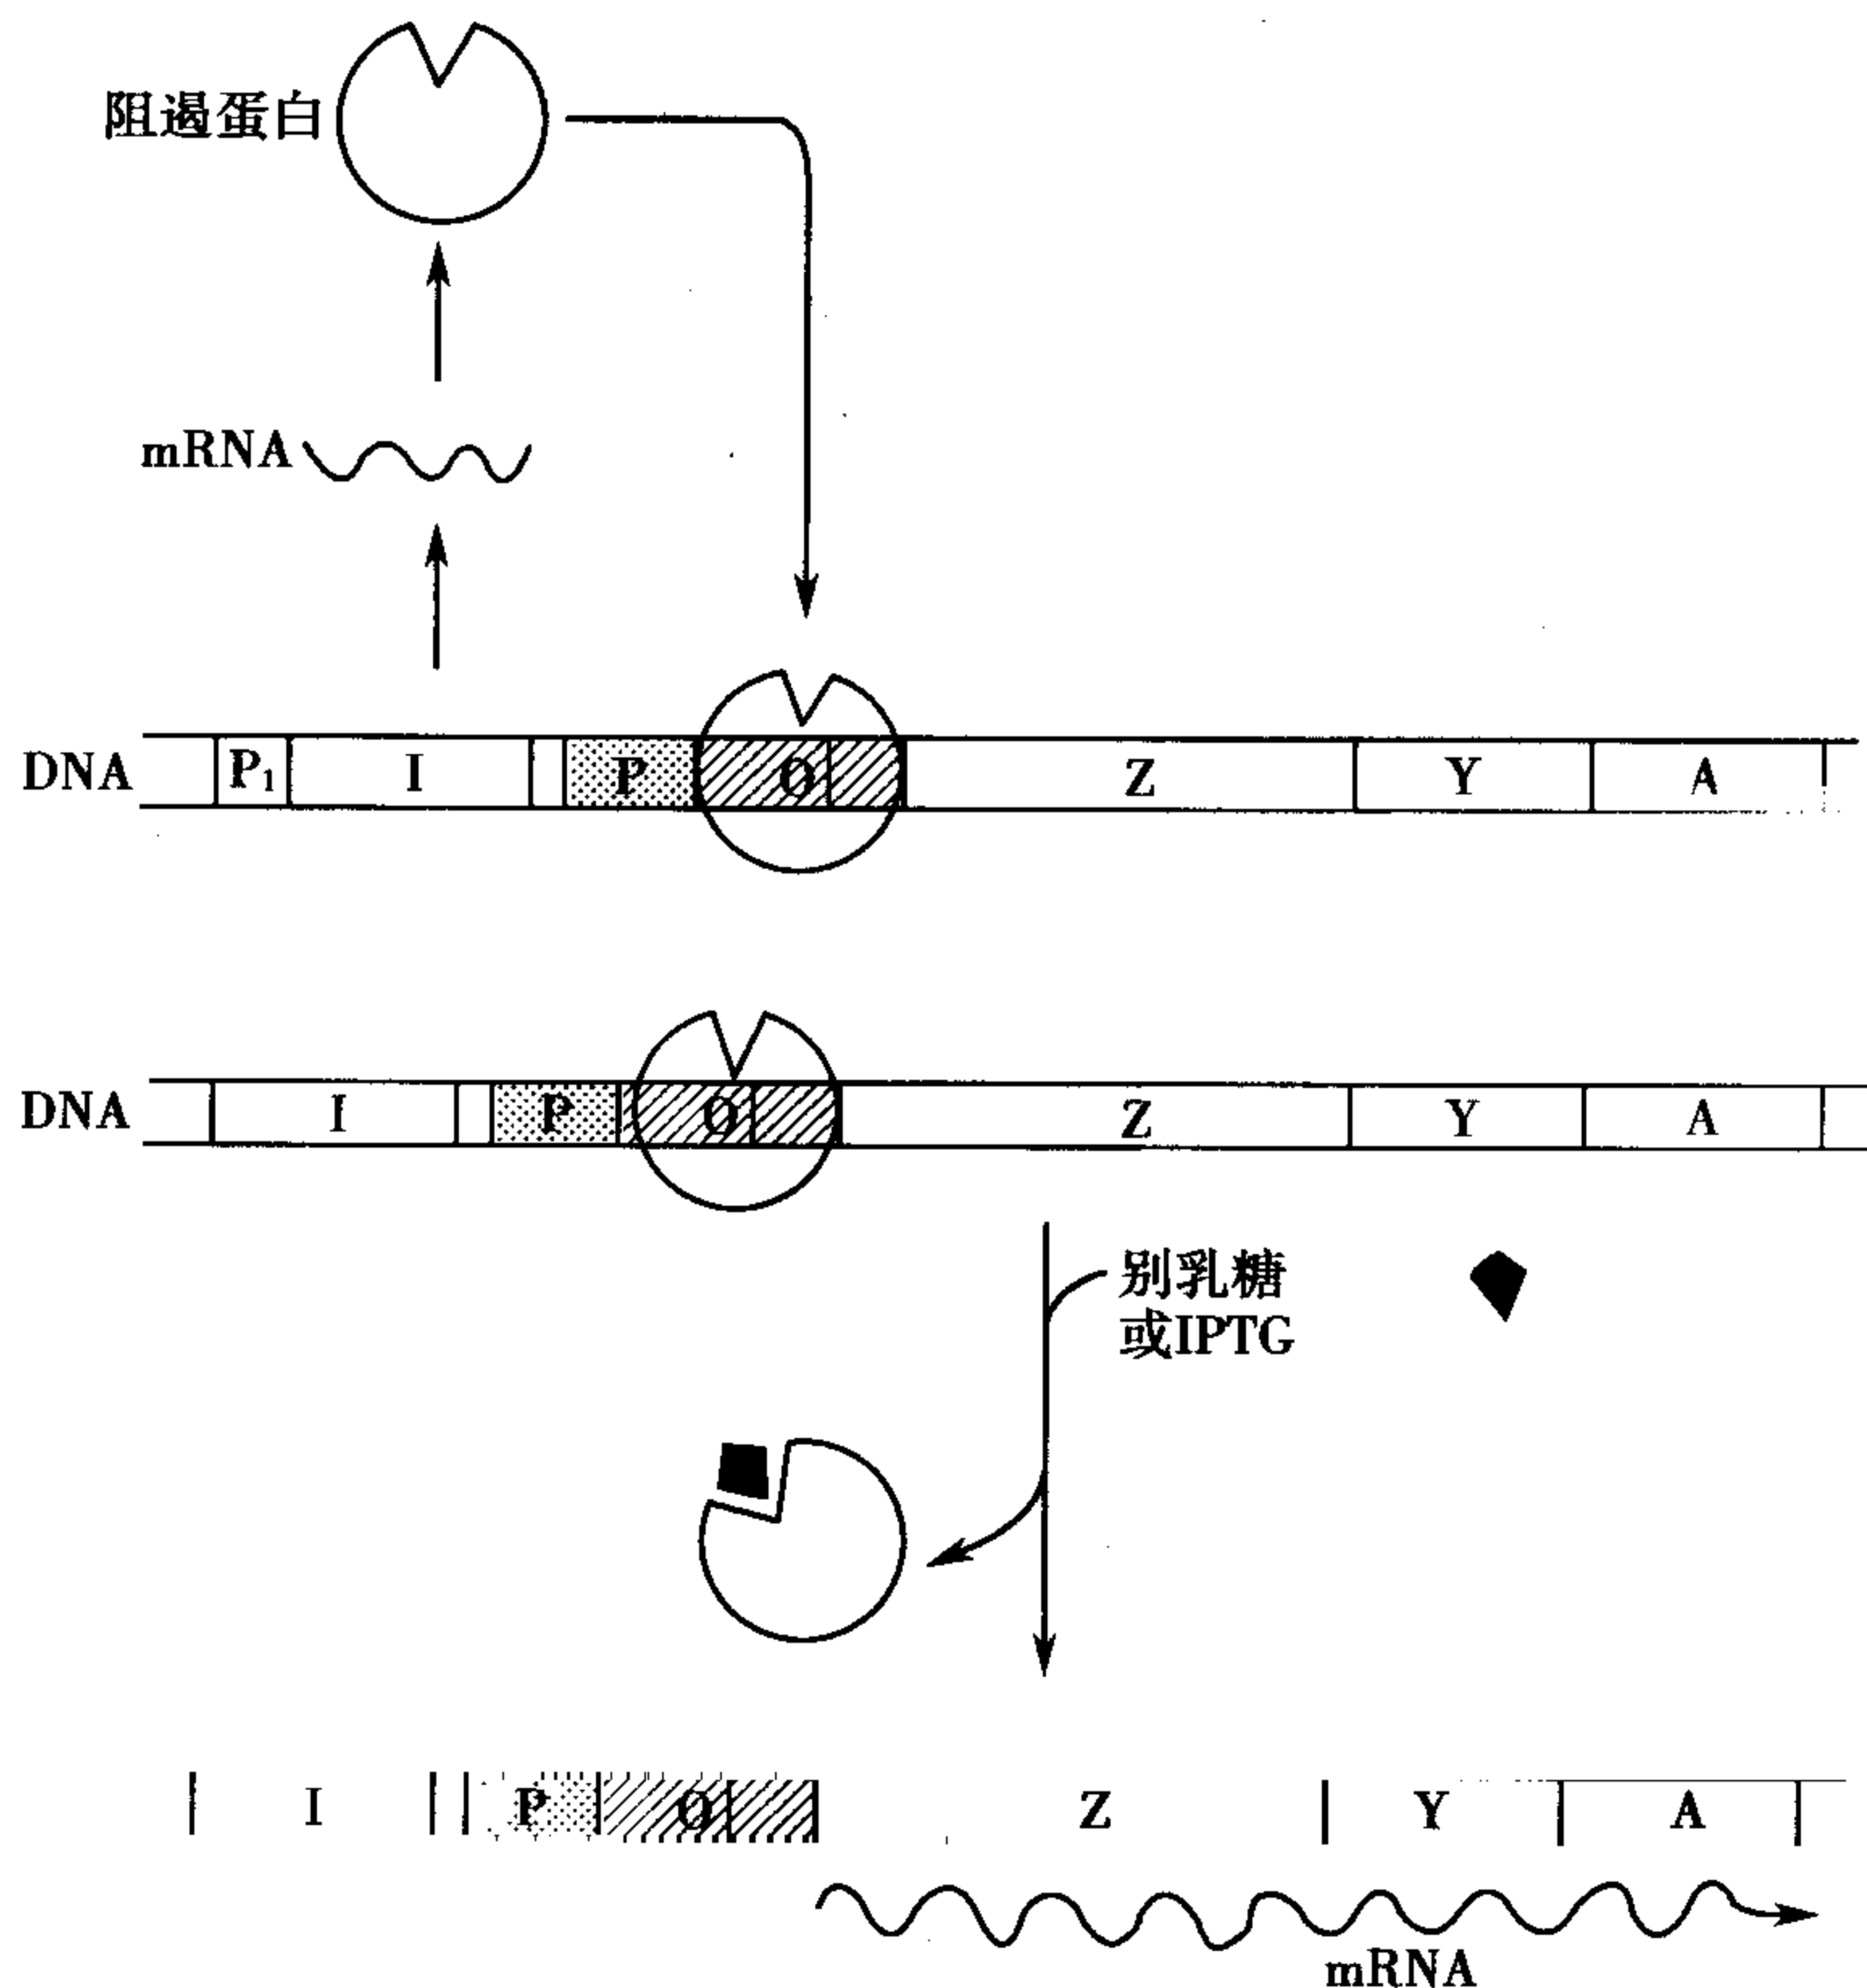 阻遏蛋白
mRNA
DNA P₁ I P O Z Y A
DNA I P O Z Y A
别乳糖
或IPTG
I P O Z Y A
mRNA